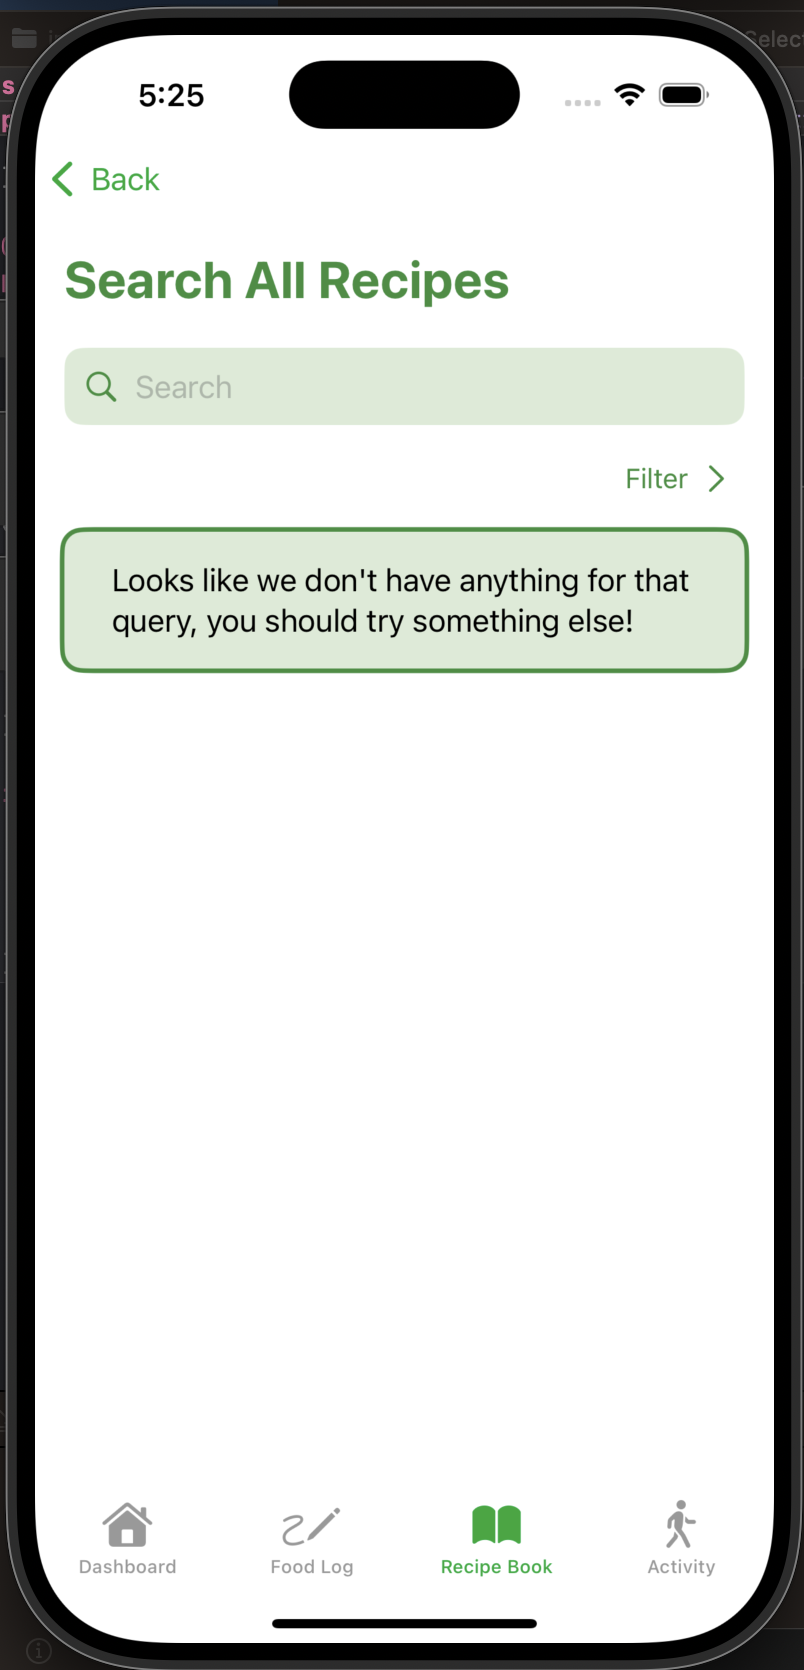 5:25
Back
Search All Recipes
Search
Filter
Looks like we don't have anything for that
query, you should try something else!
Dashboard
Food Log
Recipe Book
Activity